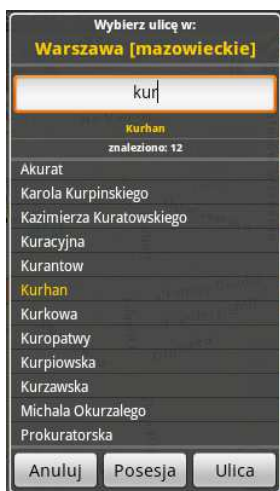 Wybierz ulicę w:
Warszawa [mazowieckie]
kur
Kurhan
znaleziono: 12
Akurat
Karola Kurpinskiego
Kazimierza Kuratowskiego
Kuracyjna
Kurantow
Kurhan
Kurkowa
Kuropatwy
Kurpiowska
Kurzawska
Michala Okurzalego
Prokuratorska
Anuluj Posesja Ulica